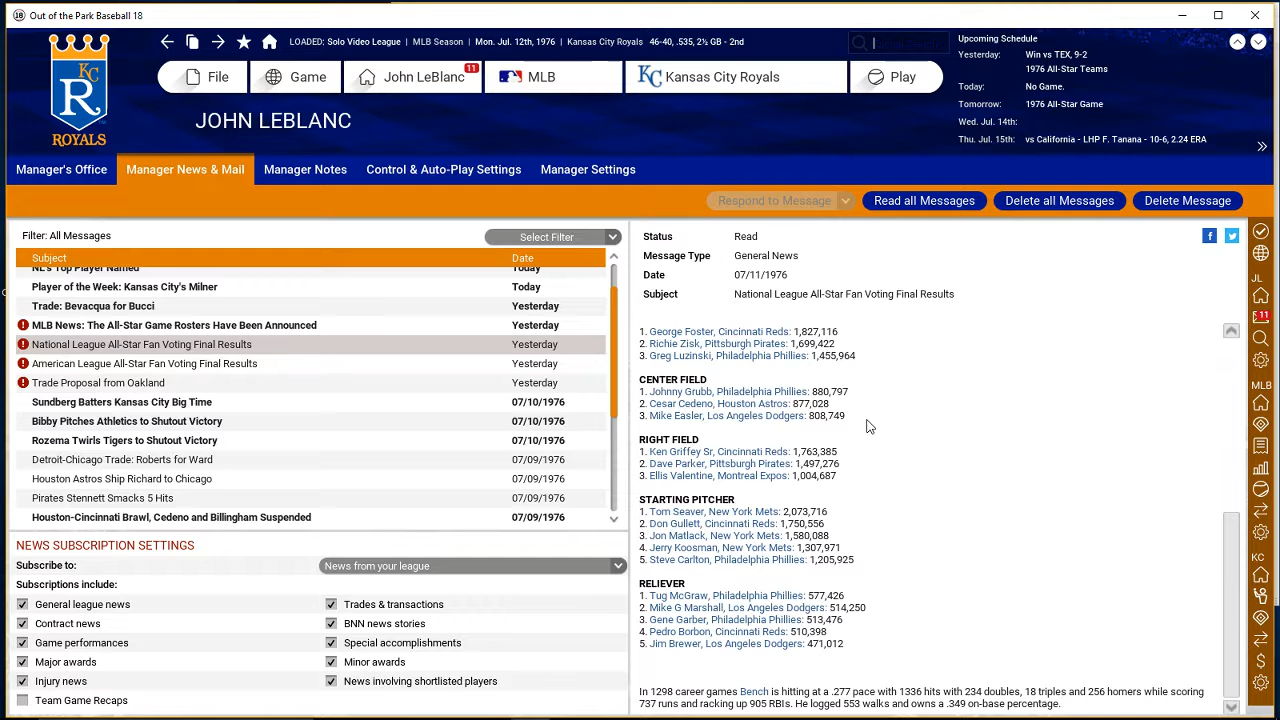 Out of the Park Baseball 18
LOADED: Solo Video League | MLB Season | Mon. Jul. 12th, 1976 | Kansas City Royals 46-40, .535, 2½ GB - 2nd
Upcoming Schedule
Yesterday: Win vs TEX, 9-2
1976 All-Star Teams
Today: No Game.
Tomorrow: 1976 All-Star Game
Wed. Jul. 14th:
Thu. Jul. 15th: vs California - LHP F. Tanana - 10-6, 2.24 ERA
KC
R
ROYALS
File
Game
John LeBlanc
11
MLB
KC
Kansas City Royals
Play
JOHN LEBLANC
Manager's Office
Manager News & Mail
Manager Notes
Control & Auto-Play Settings
Manager Settings
Respond to Message
Read all Messages
Delete all Messages
Delete Message
Filter: All Messages
Select Filter
Subject Date
NL's Top Player Named Today
Player of the Week: Kansas City's Milner Today
Trade: Bevacqua for Bucci Yesterday
MLB News: The All-Star Game Rosters Have Been Announced Yesterday
National League All-Star Fan Voting Final Results Yesterday
American League All-Star Fan Voting Final Results Yesterday
Trade Proposal from Oakland Yesterday
Sundberg Batters Kansas City Big Time 07/10/1976
Bibby Pitches Athletics to Shutout Victory 07/10/1976
Rozema Twirls Tigers to Shutout Victory 07/10/1976
Detroit-Chicago Trade: Roberts for Ward 07/09/1976
Houston Astros Ship Richard to Chicago 07/09/1976
Pirates Stennett Smacks 5 Hits 07/09/1976
Houston-Cincinnati Brawl, Cedeno and Billingham Suspended 07/09/1976
NEWS SUBSCRIPTION SETTINGS
Subscribe to: News from your league
Subscriptions include:
General league news Trades & transactions
Contract news BNN news stories
Game performances Special accomplishments
Major awards Minor awards
Injury news News involving shortlisted players
Team Game Recaps
Status Read
Message Type General News
Date 07/11/1976
Subject National League All-Star Fan Voting Final Results
1. George Foster, Cincinnati Reds: 1,827,116
2. Richie Zisk, Pittsburgh Pirates: 1,699,422
3. Greg Luzinski, Philadelphia Phillies: 1,455,964
CENTER FIELD
1. Johnny Grubb, Philadelphia Phillies: 880,797
2. Cesar Cedeno, Houston Astros: 877,028
3. Mike Easler, Los Angeles Dodgers: 808,749
RIGHT FIELD
1. Ken Griffey Sr, Cincinnati Reds: 1,763,385
2. Dave Parker, Pittsburgh Pirates: 1,497,276
3. Ellis Valentine, Montreal Expos: 1,004,687
STARTING PITCHER
1. Tom Seaver, New York Mets: 2,073,716
2. Don Gullett, Cincinnati Reds: 1,750,556
3. Jon Matlack, New York Mets: 1,580,088
4. Jerry Koosman, New York Mets: 1,307,971
5. Steve Carlton, Philadelphia Phillies: 1,205,925
RELIEVER
1. Tug McGraw, Philadelphia Phillies: 577,426
2. Mike G Marshall, Los Angeles Dodgers: 514,250
3. Gene Garber, Philadelphia Phillies: 513,476
4. Pedro Borbon, Cincinnati Reds: 510,398
5. Jim Brewer, Los Angeles Dodgers: 471,012
In 1298 career games Bench is hitting at a .277 pace with 1336 hits with 234 doubles, 18 triples and 256 homers while scoring
737 runs and racking up 905 RBIs. He logged 553 walks and owns a .349 on-base percentage.
JL
11
MLB
KC